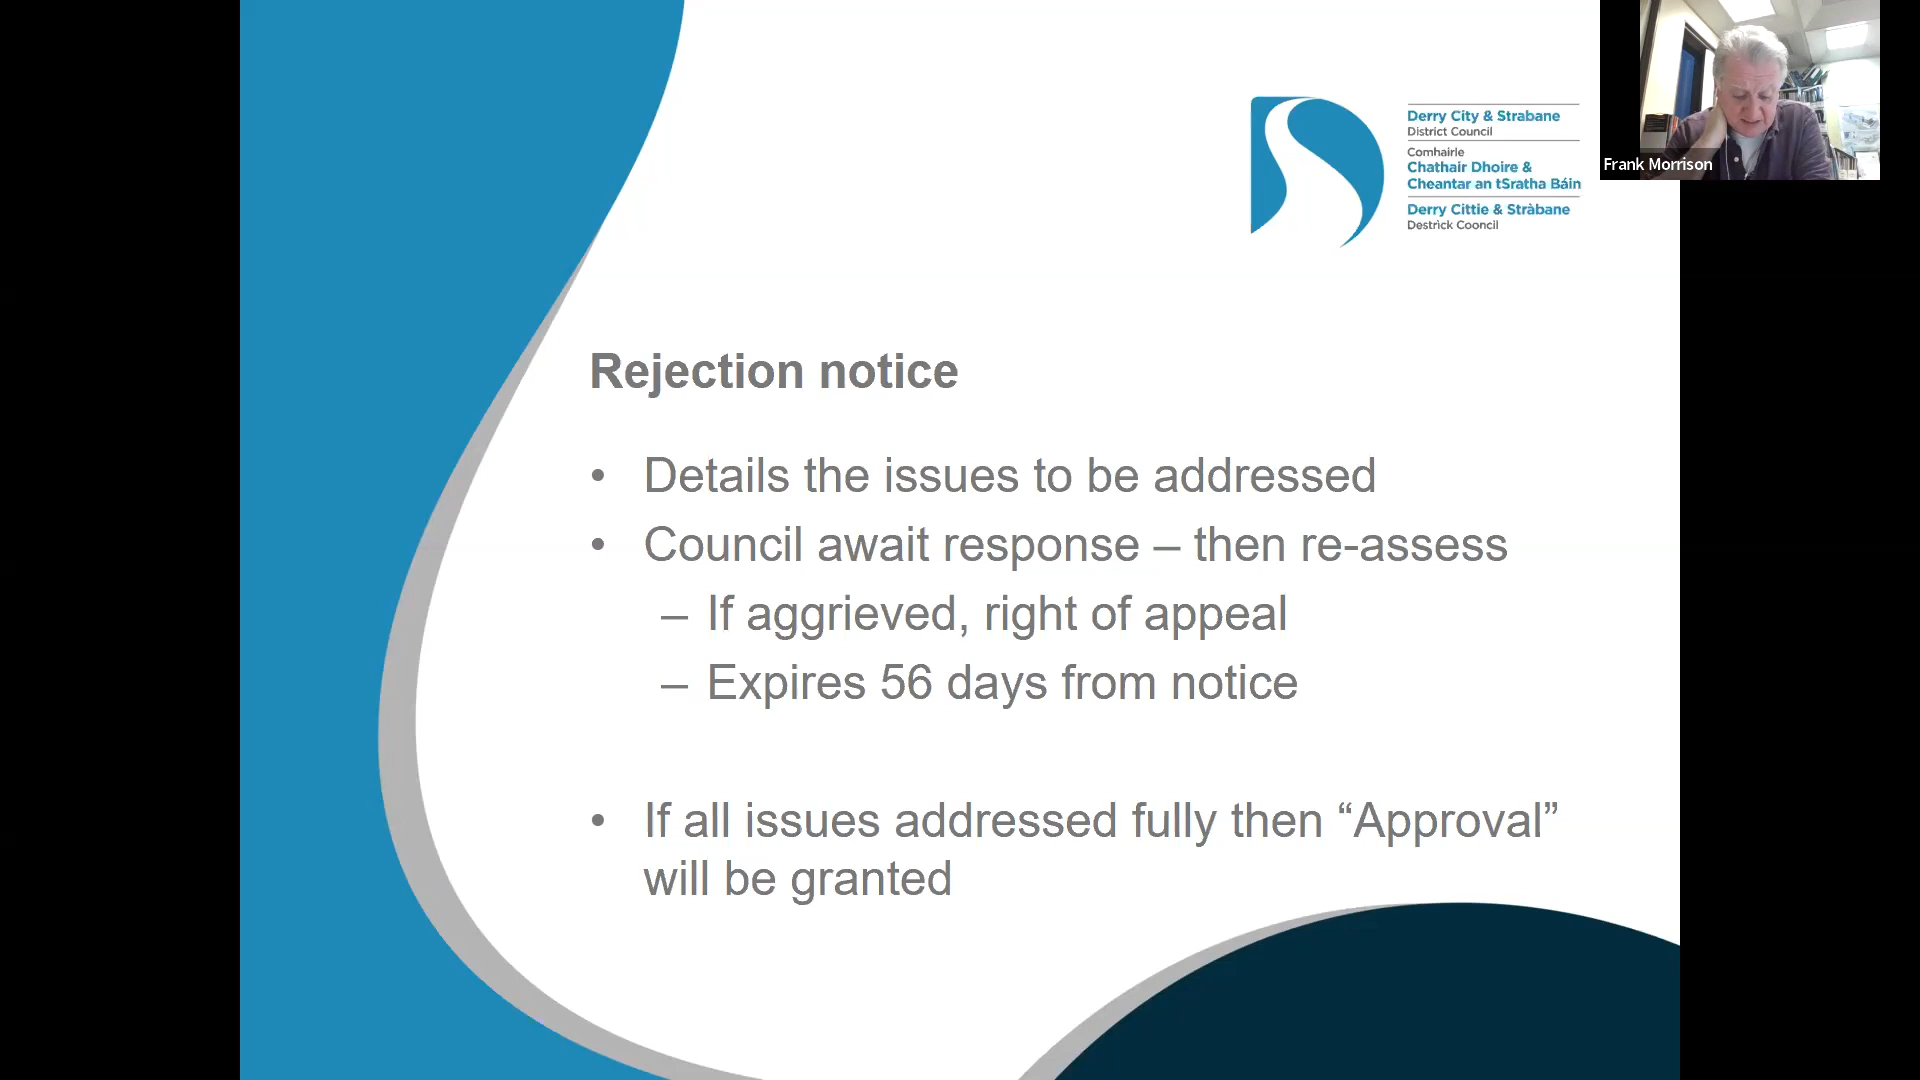 Derry City & Strabane
District Council
Comhairle
Chathair Dhoire &
Cheantar an tSratha Báin
Derry Cittie & Stràbane
Destrìck Cooncil
Frank Morrison
Rejection notice
• Details the issues to be addressed
• Council await response – then re-assess
– If aggrieved, right of appeal
– Expires 56 days from notice
• If all issues addressed fully then “Approval”
will be granted